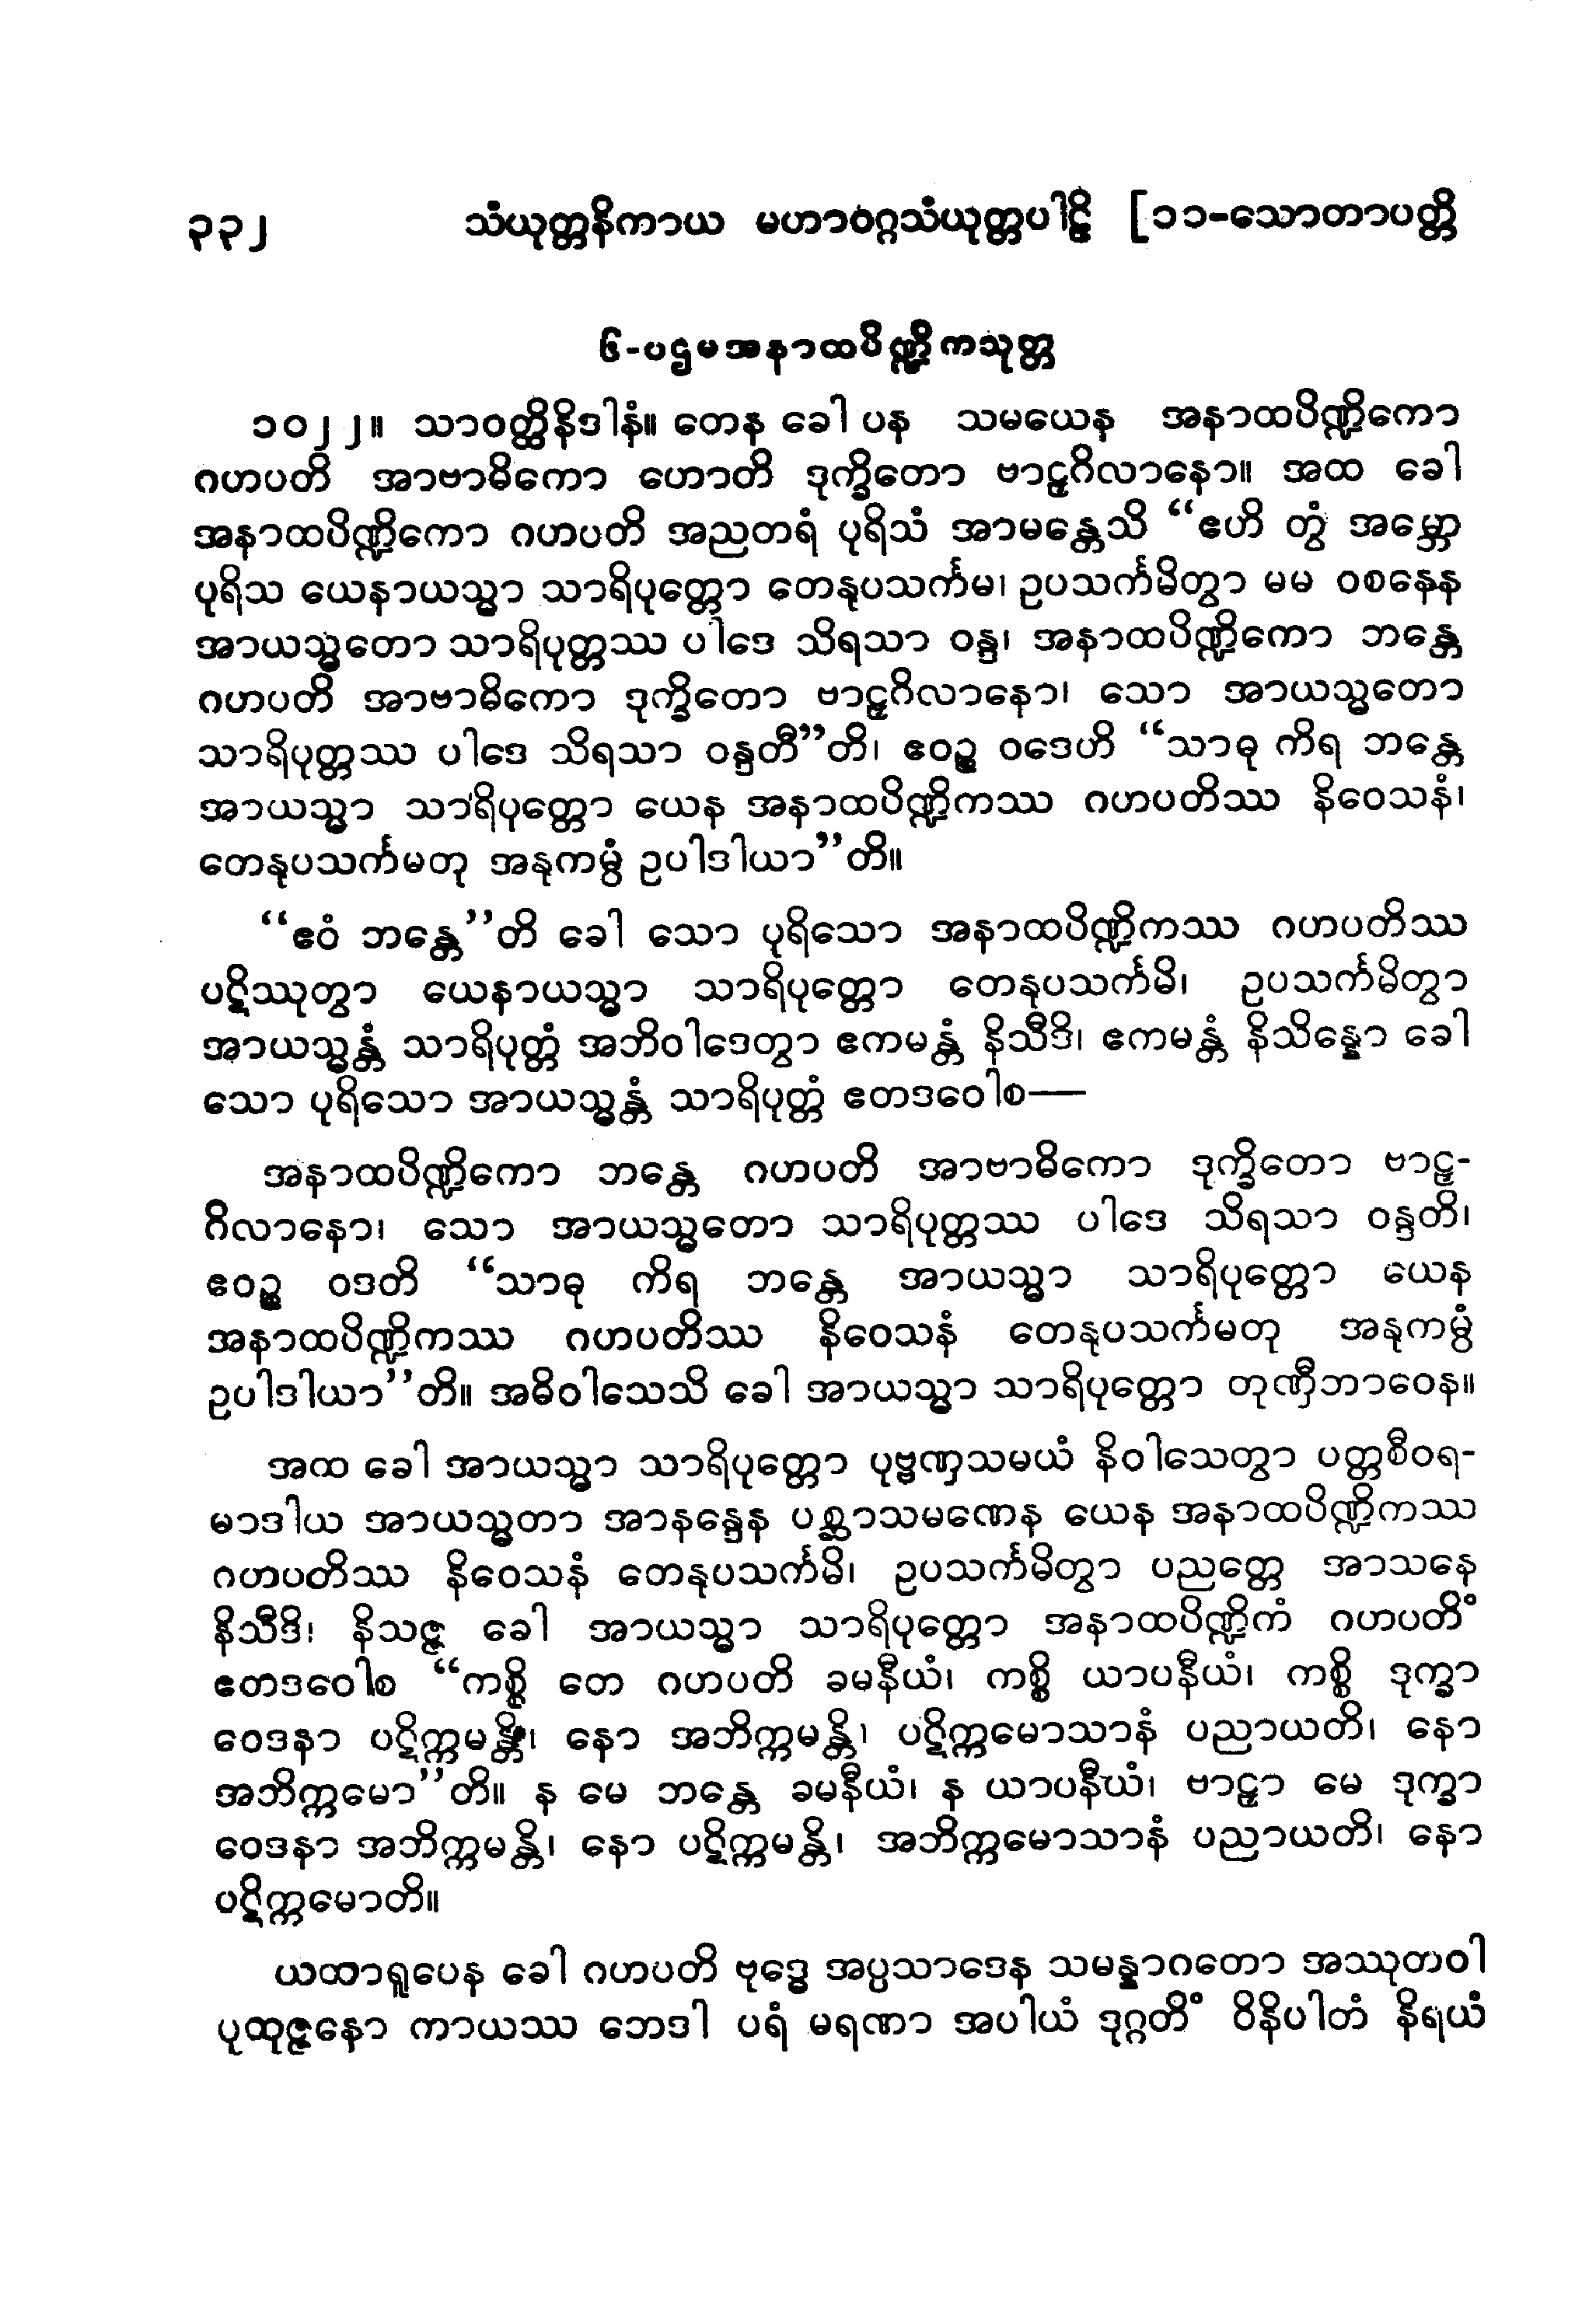 ၃၃၂ သံယုတ္တနိကာယ မဟာဝဂ္ဂသံယုတ္တပါဠိ [၁၁-သောတာပတ္တိ
၆-ပဌမအနာထပိဏ္ဍိကသုတ္တ
၁၀၂၂။ သာဝတ္ထိနိဒါနံ။ တေန ခေါ ပန သမယေန အနာထပိဏ္ဍိကော
ဂဟပတိ အာဗာဓိကော ဟောတိ ဒုက္ခိတော ဗာဠှဂိလာနော။ အထ ခေါ
အနာထပိဏ္ဍိကော ဂဟပတိ အညတရံ ပုရိသံ အာမန္တေသိ “ဧဟိ တွံ အမ္ဘော
ပုရိသ ယေနာယသ္မာ သာရိပုတ္တော တေနုပသင်္ကမ၊ ဥပသင်္ကမိတွာ မမ ဝစနေန
အာယသ္မတော သာရိပုတ္တဿ ပါဒေ သိရသာ ဝန္ဒ၊ အနာထပိဏ္ဍိကော ဘန္တေ
ဂဟပတိ အာဗာဓိကော ဒုက္ခိတော ဗာဠှဂိလာနော၊ သော အာယသ္မတော
သာရိပုတ္တဿ ပါဒေ သိရသာ ဝန္ဒတီ”တိ၊ ဧဝဉ္စ ဝဒေဟိ “သာဓု ကိရ ဘန္တေ
အာယသ္မာ သာရိပုတ္တော ယေန အနာထပိဏ္ဍိကဿ ဂဟပတိဿ နိဝေသနံ၊
တေနုပသင်္ကမတု အနုကမ္ပံ ဥပါဒါယာ”တိ။
“ဧဝံ ဘန္တေ”တိ ခေါ သော ပုရိသော အနာထပိဏ္ဍိကဿ ဂဟပတိဿ
ပဋိဿုတွာ ယေနာယသ္မာ သာရိပုတ္တော တေနုပသင်္ကမိ၊ ဥပသင်္ကမိတွာ
အာယသ္မန္တံ သာရိပုတ္တံ အဘိဝါဒေတွာ ဧကမန္တံ နိသီဒိ၊ ဧကမန္တံ နိသိန္နော ခေါ
သော ပုရိသော အာယသ္မန္တံ သာရိပုတ္တံ ဧတဒဝေါစ—
အနာထပိဏ္ဍိကော ဘန္တေ ဂဟပတိ အာဗာဓိကော ဒုက္ခိတော ဗာဠှ-
ဂိလာနော၊ သော အာယသ္မတော သာရိပုတ္တဿ ပါဒေ သိရသာ ဝန္ဒတိ၊
ဧဝဉ္စ ဝဒတိ “သာဓု ကိရ ဘန္တေ အာယသ္မာ သာရိပုတ္တော ယေန
အနာထပိဏ္ဍိကဿ ဂဟပတိဿ နိဝေသနံ တေနုပသင်္ကမတု အနုကမ္ပံ
ဥပါဒါယာ”တိ။ အဓိဝါသေသိ ခေါ အာယသ္မာ သာရိပုတ္တော တုဏှီဘာဝေန။
အထ ခေါ အာယသ္မာ သာရိပုတ္တော ပုဗ္ဗဏှသမယံ နိဝါသေတွာ ပတ္တစီဝရ-
မာဒါယ အာယသ္မတာ အာနန္ဒေန ပစ္ဆာသမဏေန ယေန အနာထပိဏ္ဍိကဿ
ဂဟပတိဿ နိဝေသနံ တေနုပသင်္ကမိ၊ ဥပသင်္ကမိတွာ ပညတ္တေ အာသနေ
နိသီဒိ၊ နိသဇ္ဇ ခေါ အာယသ္မာ သာရိပုတ္တော အနာထပိဏ္ဍိကံ ဂဟပတိံ
ဧတဒဝေါစ “ကစ္စိ တေ ဂဟပတိ ခမနီယံ၊ ကစ္စိ ယာပနီယံ၊ ကစ္စိ ဒုက္ခာ
ဝေဒနာ ပဋိက္ကမန္တိ၊ နော အဘိက္ကမန္တိ၊ ပဋိက္ကမောသာနံ ပညာယတိ၊ နော
အဘိက္ကမော”တိ။ န မေ ဘန္တေ ခမနီယံ၊ န ယာပနီယံ၊ ဗာဠှာ မေ ဒုက္ခာ
ဝေဒနာ အဘိက္ကမန္တိ၊ နော ပဋိက္ကမန္တိ၊ အဘိက္ကမောသာနံ ပညာယတိ၊ နော
ပဋိက္ကမောတိ။
ယထာရူပေန ခေါ ဂဟပတိ ဗုဒ္ဓေ အပ္ပသာဒေန သမန္နာဂတော အဿုတဝါ
ပုထုဇ္ဇနော ကာယဿ ဘေဒါ ပရံ မရဏာ အပါယံ ဒုဂ္ဂတိံ ဝိနိပါတံ နိရယံ